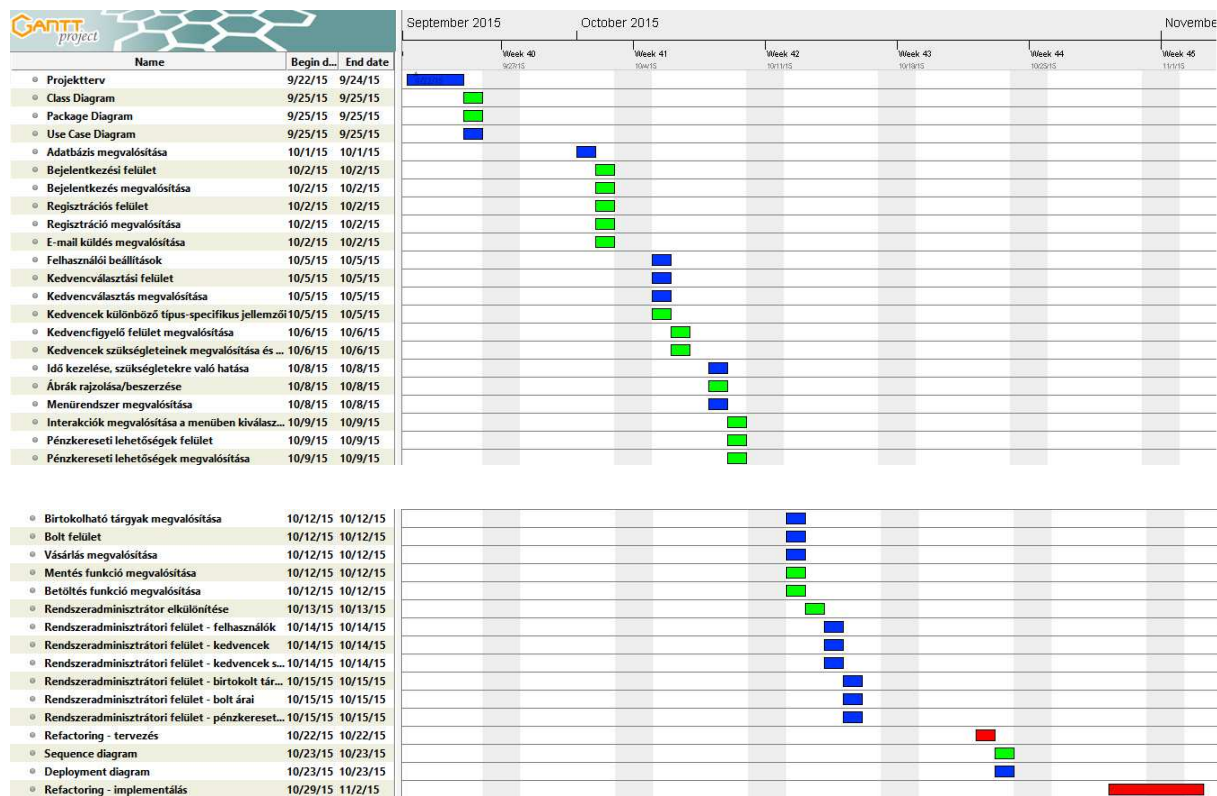 GANTT
project
September 2015 October 2015 Novembe
Week 40 Week 41 Week 42 Week 43 Week 44 Week 45
9/27/15 10/4/15 10/11/15 10/18/15 10/25/15 11/1/15
Name Begin d... End date
Projektterv 9/22/15 9/24/15
Class Diagram 9/25/15 9/25/15
Package Diagram 9/25/15 9/25/15
Use Case Diagram 9/25/15 9/25/15
Adatbázis megvalósítása 10/1/15 10/1/15
Bejelentkezési felület 10/2/15 10/2/15
Bejelentkezés megvalósítása 10/2/15 10/2/15
Regisztrációs felület 10/2/15 10/2/15
Regisztráció megvalósítása 10/2/15 10/2/15
E-mail küldés megvalósítása 10/2/15 10/2/15
Felhasználói beállítások 10/5/15 10/5/15
Kedvencválasztási felület 10/5/15 10/5/15
Kedvencválasztás megvalósítása 10/5/15 10/5/15
Kedvencek különböző típus-specifikus jellemzői 10/5/15 10/5/15
Kedvencfigyelő felület megvalósítása 10/6/15 10/6/15
Kedvencek szükségleteinek megvalósítása és ... 10/6/15 10/6/15
Idő kezelése, szükségletekre való hatása 10/8/15 10/8/15
Ábrák rajzolása/beszerzése 10/8/15 10/8/15
Menürendszer megvalósítása 10/8/15 10/8/15
Interakciók megvalósítása a menüben kiválasz... 10/9/15 10/9/15
Pénzkereseti lehetőségek felület 10/9/15 10/9/15
Pénzkereseti lehetőségek megvalósítása 10/9/15 10/9/15
Birtokolható tárgyak megvalósítása 10/12/15 10/12/15
Bolt felület 10/12/15 10/12/15
Vásárlás megvalósítása 10/12/15 10/12/15
Mentés funkció megvalósítása 10/12/15 10/12/15
Betöltés funkció megvalósítása 10/12/15 10/12/15
Rendszeradminisztrátor elkülönítése 10/13/15 10/13/15
Rendszeradminisztrátori felület - felhasználók 10/14/15 10/14/15
Rendszeradminisztrátori felület - kedvencek 10/14/15 10/14/15
Rendszeradminisztrátori felület - kedvencek s... 10/14/15 10/14/15
Rendszeradminisztrátori felület - birtokolt tár... 10/15/15 10/15/15
Rendszeradminisztrátori felület - bolt árai 10/15/15 10/15/15
Rendszeradminisztrátori felület - pénzkereset... 10/15/15 10/15/15
Refactoring - tervezés 10/22/15 10/22/15
Sequence diagram 10/23/15 10/23/15
Deployment diagram 10/23/15 10/23/15
Refactoring - implementálás 10/29/15 11/2/15